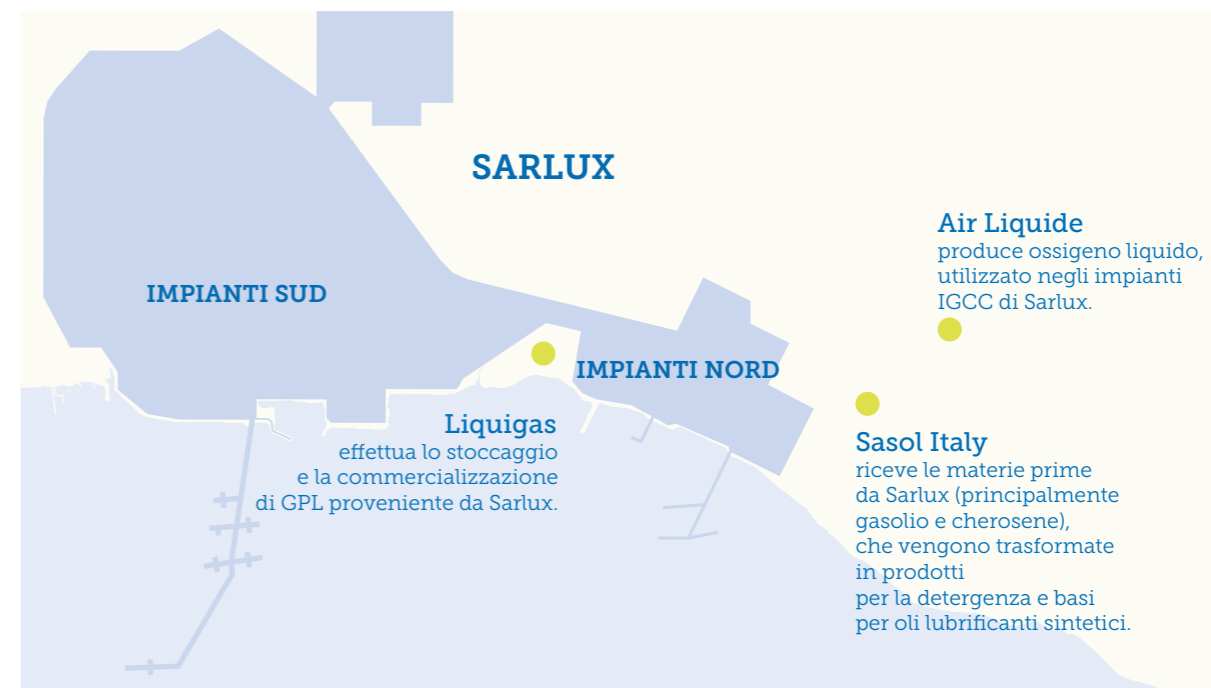 SARLUX
IMPIANTI SUD
IMPIANTI NORD
Air Liquide
produce ossigeno liquido,
utilizzato negli impianti
IGCC di Sarlux.
Liquigas
effettua lo stoccaggio
e la commercializzazione
di GPL proveniente da Sarlux.
Sasol Italy
riceve le materie prime
da Sarlux (principalmente
gasolio e cherosene),
che vengono trasformate
in prodotti
per la detergenza e basi
per oli lubrificanti sintetici.